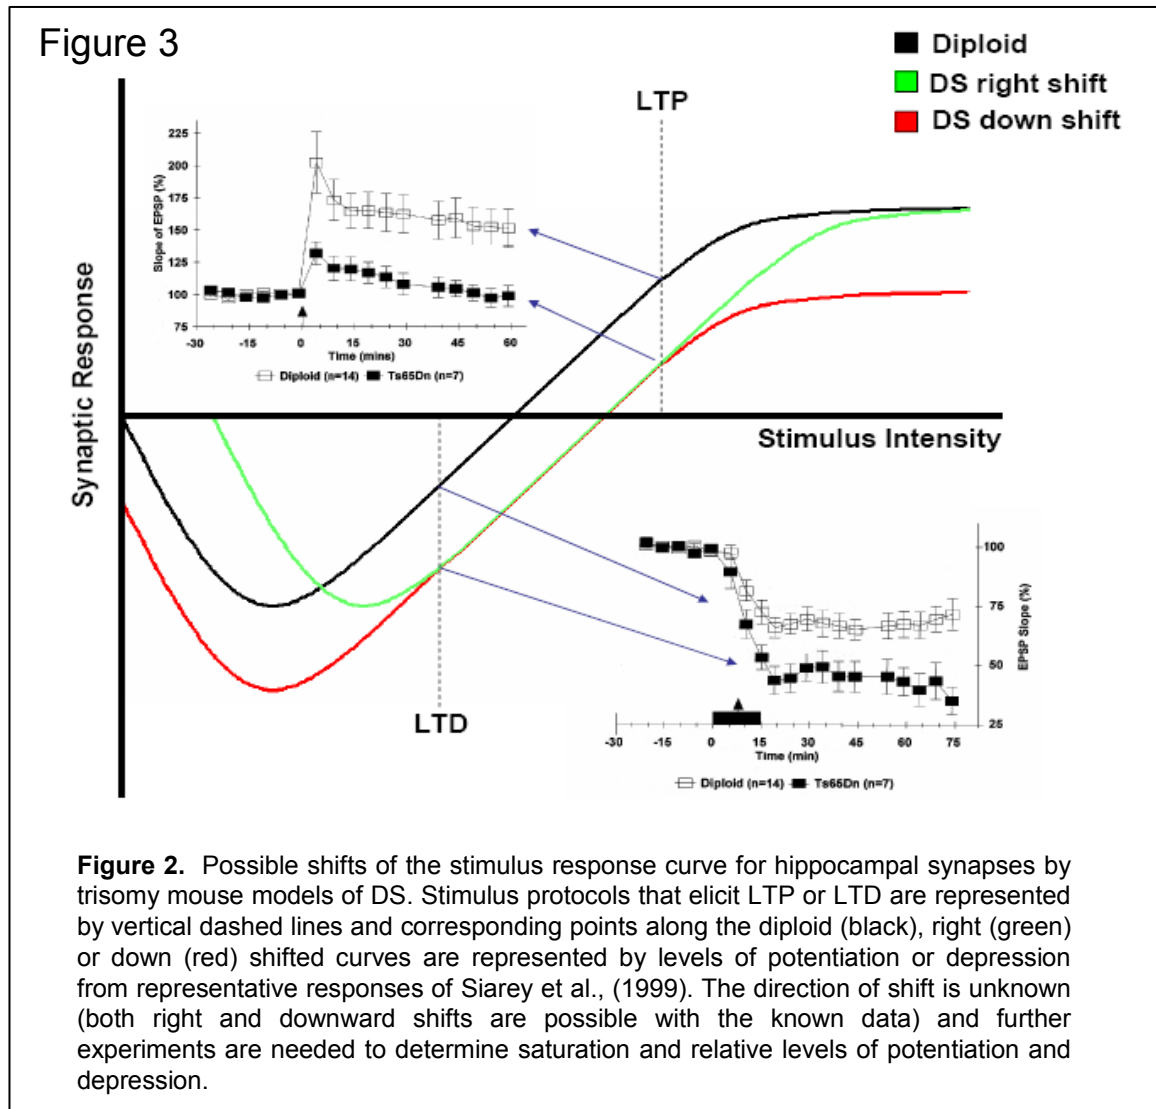 Figure 3
Diploid
DS right shift
DS down shift
LTP
Synaptic Response
Stimulus Intensity
LTD
Slope of EPSP (%)
225
200
175
150
125
100
75
-30
-15
0
15
30
45
60
Time (mins)
Diploid (n=14)
Ts65Dn (n=7)
100
75
50
25
EPSP Slope (%)
-30
-15
0
15
30
45
60
75
Time (min)
Diploid (n=14)
Ts65Dn (n=7)
Figure 2. Possible shifts of the stimulus response curve for hippocampal synapses by
trisomy mouse models of DS. Stimulus protocols that elicit LTP or LTD are represented
by vertical dashed lines and corresponding points along the diploid (black), right (green)
or down (red) shifted curves are represented by levels of potentiation or depression
from representative responses of Siarey et al., (1999). The direction of shift is unknown
(both right and downward shifts are possible with the known data) and further
experiments are needed to determine saturation and relative levels of potentiation and
depression.